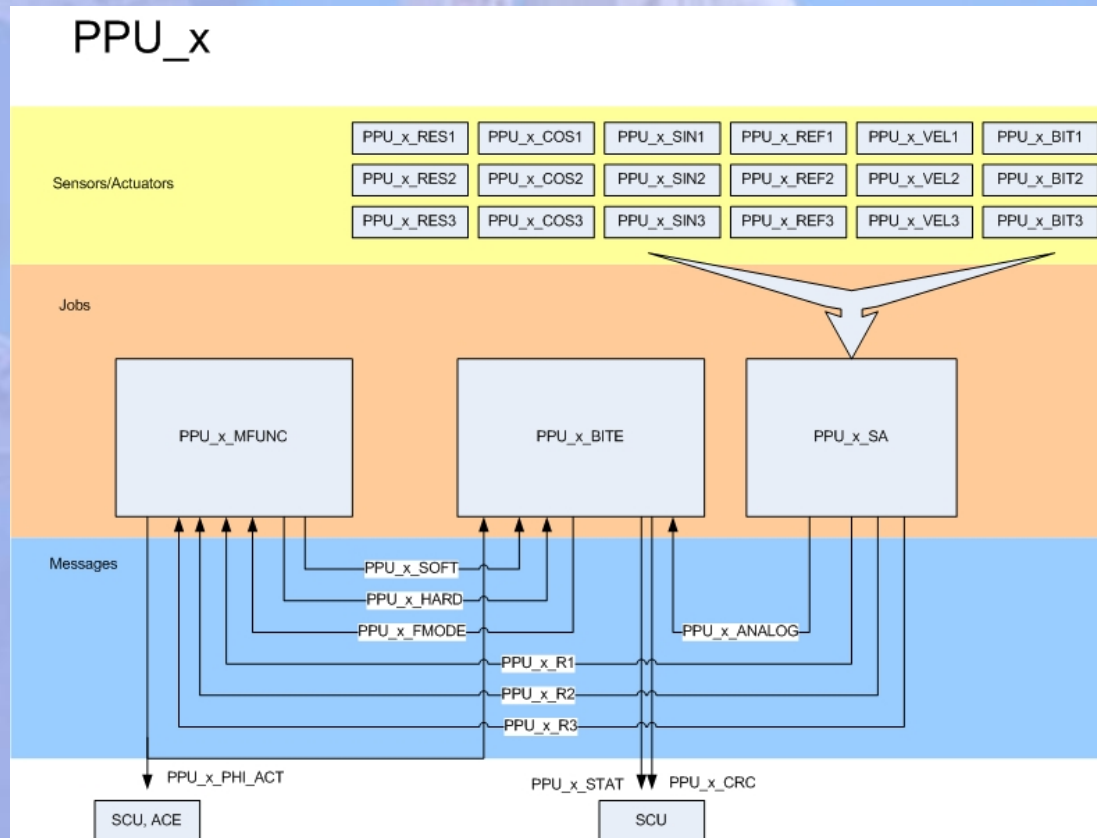 PPU_x
PPU_x_RES1 PPU_x_COS1 PPU_x_SIN1 PPU_x_REF1 PPU_x_VEL1 PPU_x_BIT1
Sensors/Actuators PPU_x_RES2 PPU_x_COS2 PPU_x_SIN2 PPU_x_REF2 PPU_x_VEL2 PPU_x_BIT2
PPU_x_RES3 PPU_x_COS3 PPU_x_SIN3 PPU_x_REF3 PPU_x_VEL3 PPU_x_BIT3
Jobs
PPU_x_MFUNC PPU_x_BITE PPU_x_SA
Messages
PPU_x_SOFT
PPU_x_HARD
PPU_x_FMODE PPU_x_ANALOG
PPU_x_R1
PPU_x_R2
PPU_x_R3
PPU_x_PHI_ACT PPU_x_STAT PPU_x_CRC
SCU, ACE SCU